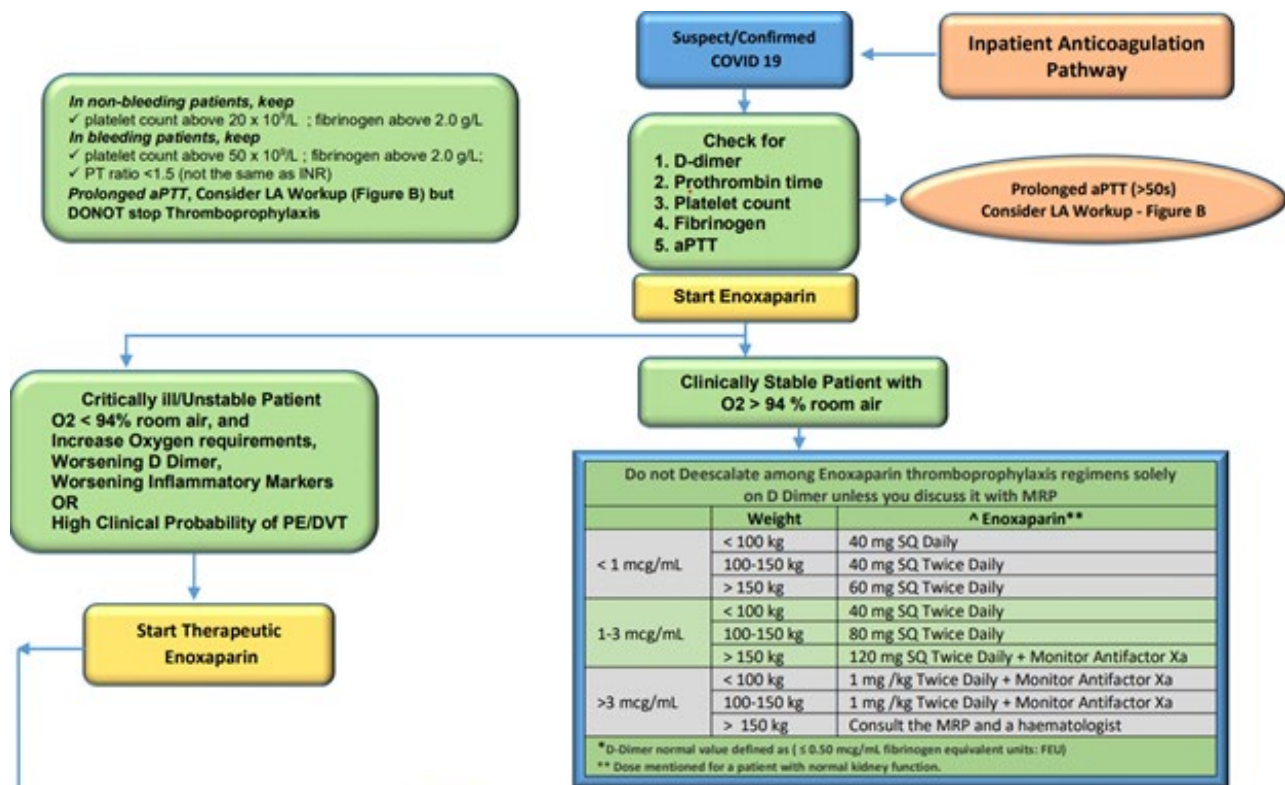 Suspect/Confirmed
COVID 19
Inpatient Anticoagulation
Pathway
In non-bleeding patients, keep
✓ platelet count above 20 x 10⁹/L ; fibrinogen above 2.0 g/L
In bleeding patients, keep
✓ platelet count above 50 x 10⁹/L ; fibrinogen above 2.0 g/L;
✓ PT ratio <1.5 (not the same as INR)
Prolonged aPTT, Consider LA Workup (Figure B) but
DONOT stop Thromboprophylaxis
Check for
1. D-dimer
2. Prothrombin time
3. Platelet count
4. Fibrinogen
5. aPTT
Prolonged aPTT (>50s)
Consider LA Workup - Figure B
Start Enoxaparin
Critically ill/Unstable Patient
O2 < 94% room air, and
Increase Oxygen requirements,
Worsening D Dimer,
Worsening Inflammatory Markers
OR
High Clinical Probability of PE/DVT
Clinically Stable Patient with
O2 > 94 % room air
Start Therapeutic
Enoxaparin
Do not Deescalate among Enoxaparin thromboprophylaxis regimens solely
on D Dimer unless you discuss it with MRP
Weight ^ Enoxaparin**
< 1 mcg/mL
< 100 kg 40 mg SQ Daily
100-150 kg 40 mg SQ Twice Daily
> 150 kg 60 mg SQ Twice Daily
1-3 mcg/mL
< 100 kg 40 mg SQ Twice Daily
100-150 kg 80 mg SQ Twice Daily
> 150 kg 120 mg SQ Twice Daily + Monitor Antifactor Xa
>3 mcg/mL
< 100 kg 1 mg /kg Twice Daily + Monitor Antifactor Xa
100-150 kg 1 mg /kg Twice Daily + Monitor Antifactor Xa
> 150 kg Consult the MRP and a haematologist
*D-Dimer normal value defined as ( ≤ 0.50 mcg/mL fibrinogen equivalent units: FEU)
** Dose mentioned for a patient with normal kidney function.